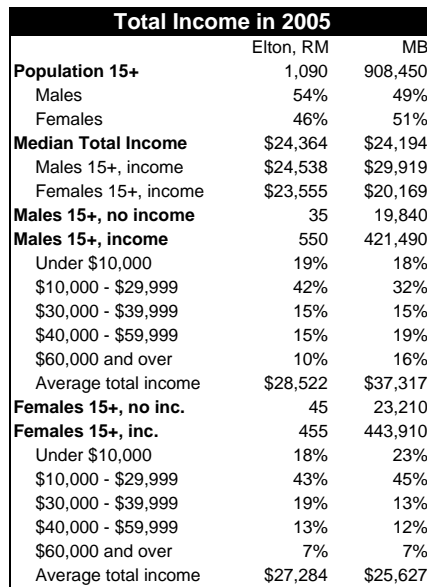 Total Income in 2005
Elton, RM MB
Population 15+ 1,090 908,450
Males 54% 49%
Females 46% 51%
Median Total Income $24,364 $24,194
Males 15+, income $24,538 $29,919
Females 15+, income $23,555 $20,169
Males 15+, no income 35 19,840
Males 15+, income 550 421,490
Under $10,000 19% 18%
$10,000 - $29,999 42% 32%
$30,000 - $39,999 15% 15%
$40,000 - $59,999 15% 19%
$60,000 and over 10% 16%
Average total income $28,522 $37,317
Females 15+, no inc. 45 23,210
Females 15+, inc. 455 443,910
Under $10,000 18% 23%
$10,000 - $29,999 43% 45%
$30,000 - $39,999 19% 13%
$40,000 - $59,999 13% 12%
$60,000 and over 7% 7%
Average total income $27,284 $25,627